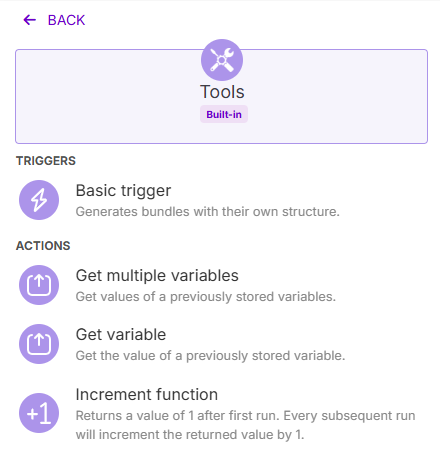 BACK
Tools
Built-in
TRIGGERS
Basic trigger
Generates bundles with their own structure.
ACTIONS
Get multiple variables
Get values of a previously stored variables.
Get variable
Get the value of a previously stored variable.
+1
Increment function
Returns a value of 1 after first run. Every subsequent run
will increment the returned value by 1.